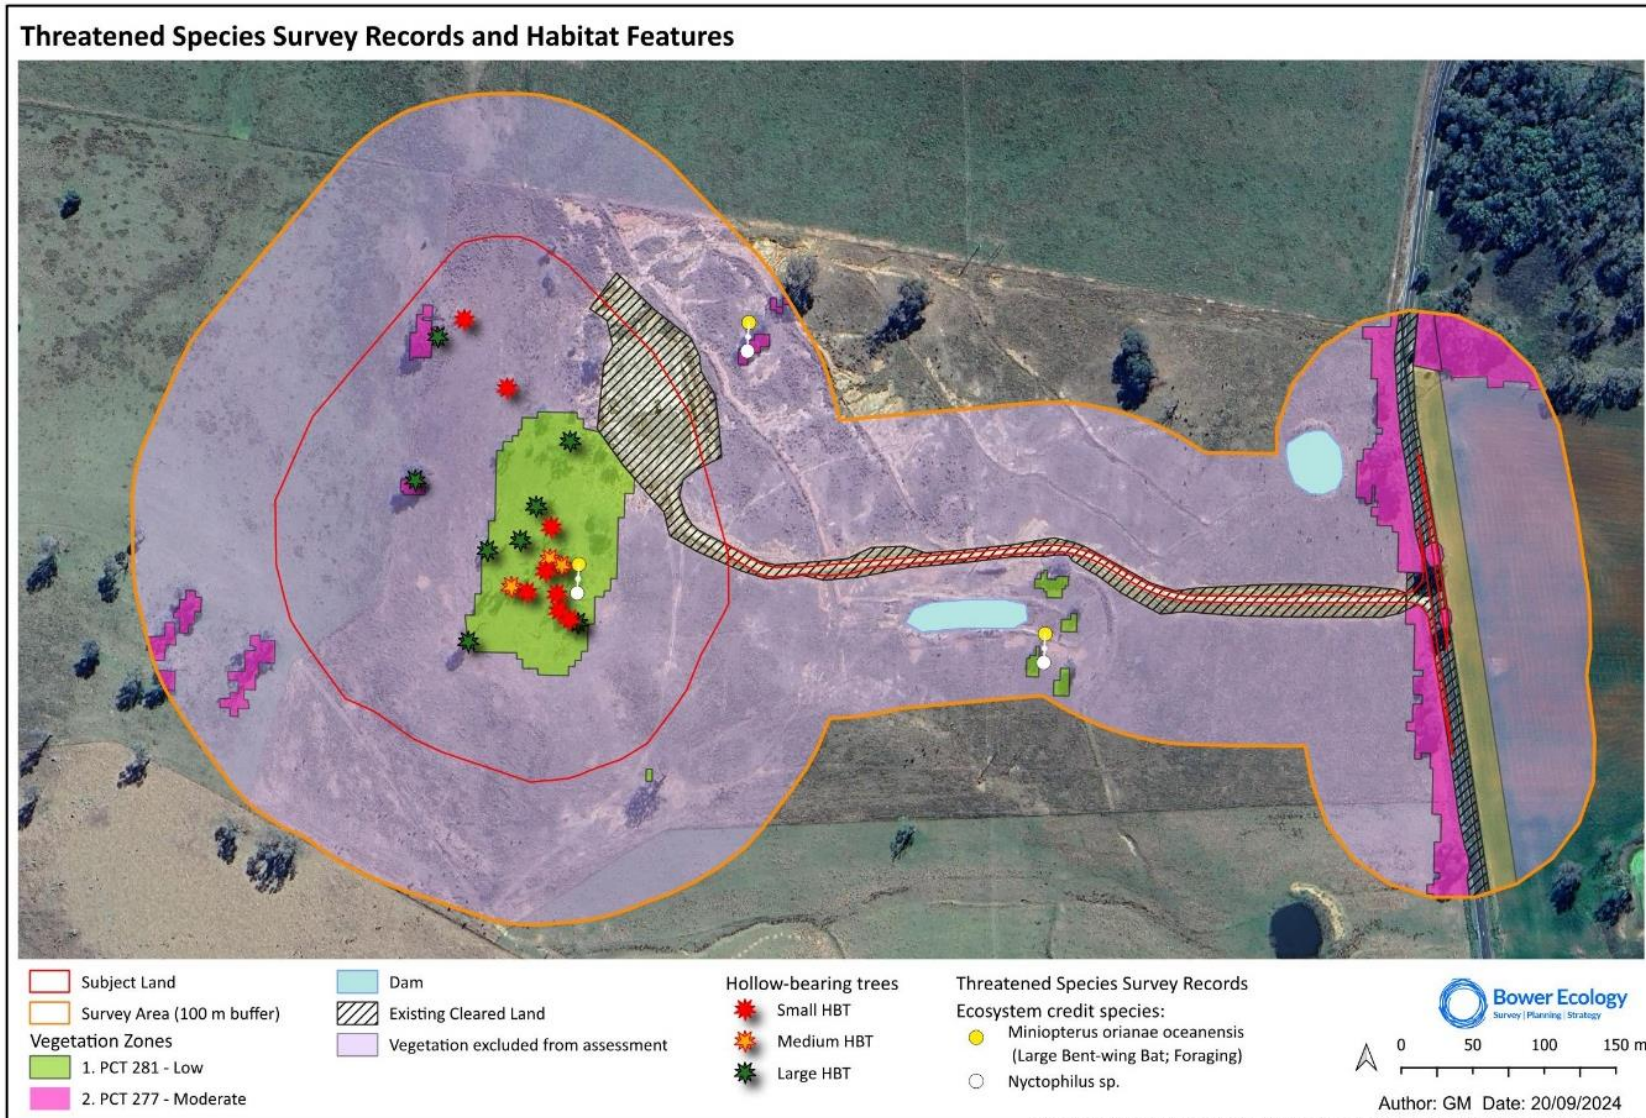 Threatened Species Survey Records and Habitat Features
Subject Land
Survey Area (100 m buffer)
Vegetation Zones
1. PCT 281 - Low
2. PCT 277 - Moderate
Dam
Existing Cleared Land
Vegetation excluded from assessment
Hollow-bearing trees
Small HBT
Medium HBT
Large HBT
Threatened Species Survey Records
Ecosystem credit species:
Miniopterus orianae oceanensis
(Large Bent-wing Bat; Foraging)
Nyctophilus sp.
Bower Ecology
Survey | Planning | Strategy
0 50 100 150 m
Author: GM Date: 20/09/2024